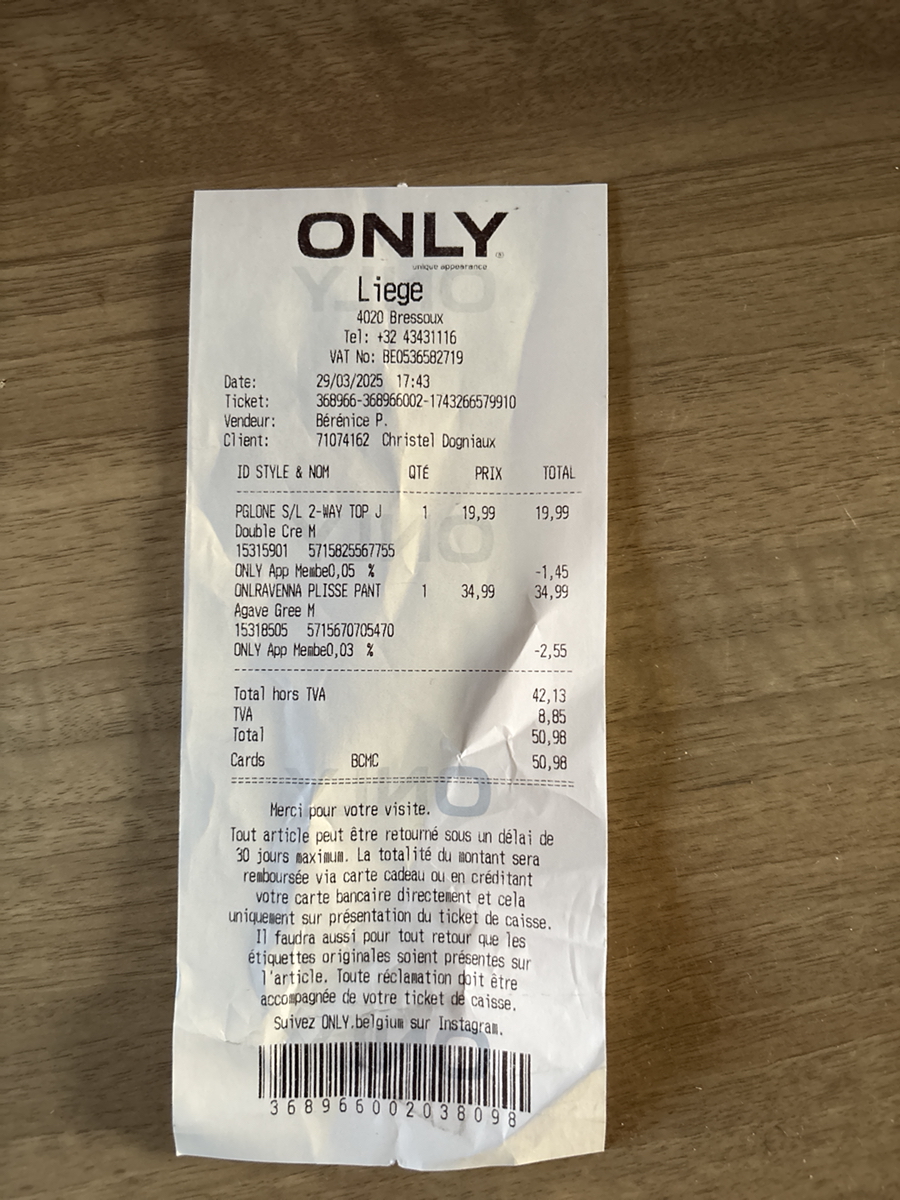 ONLY®
unique appearance
Liege
4020 Bressoux
Tel: +32 43431116
VAT No: BE0536582719
Date: 29/03/2025 17:43
Ticket: 368966-368966002-1743266579910
Vendeur: Bérénice P.
Client: 71074162 Christel Dogniaux
ID STYLE & NOM QTÉ PRIX TOTAL
PGLONE S/L 2-WAY TOP J 1 19,99 19,99
Double Cre M
15315901 5715825567755
ONLY App Membe0,05 % -1,45
ONLRAVENNA PLISSE PANT 1 34,99 34,99
Agave Gree M
15318505 5715670705470
ONLY App Membe0,03 % -2,55
Total hors TVA 42,13
TVA 8,85
Total 50,98
Cards BCMC 50,98
Merci pour votre visite.
Tout article peut être retourné sous un délai de
30 jours maximum. La totalité du montant sera
remboursée via carte cadeau ou en créditant
votre carte bancaire directement et cela
uniquement sur présentation du ticket de caisse.
Il faudra aussi pour tout retour que les
étiquettes originales soient présentes sur
l'article. Toute réclamation doit être
accompagnée de votre ticket de caisse.
Suivez ONLY.belgium sur Instagram.
368966002038098